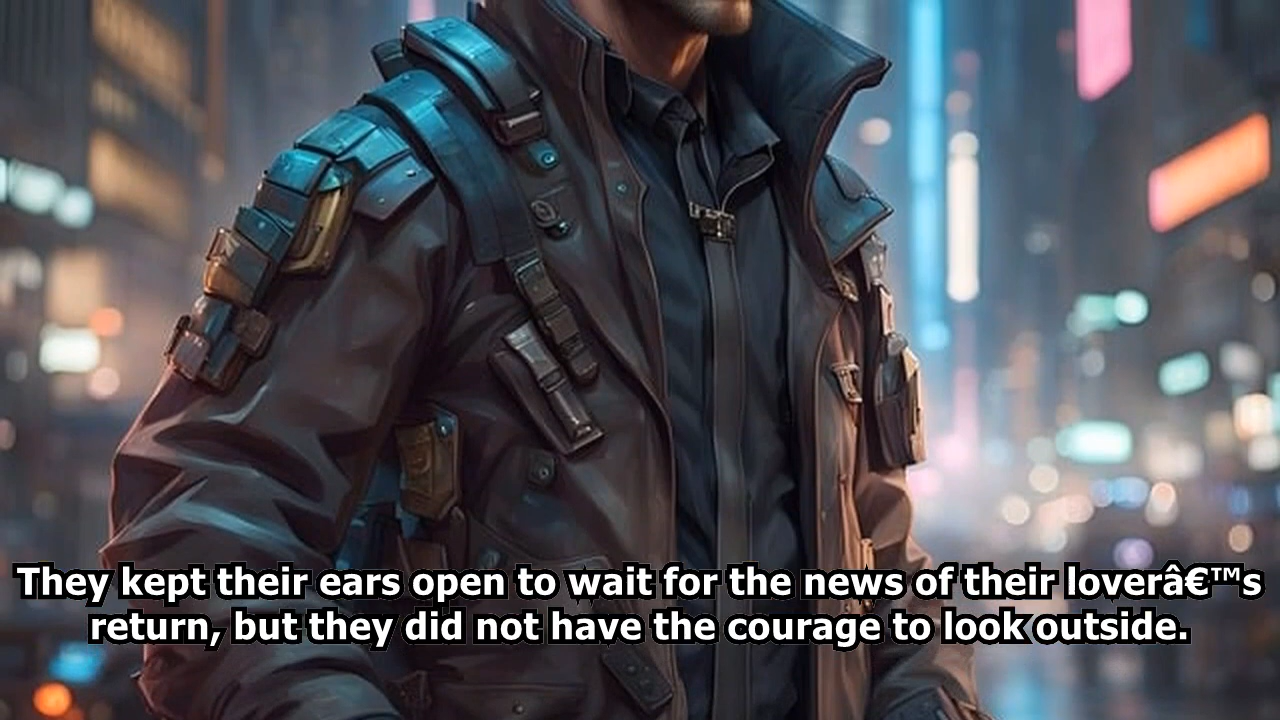 They kept their ears open to wait for the news of their loverâ€™s
return, but they did not have the courage to look outside.